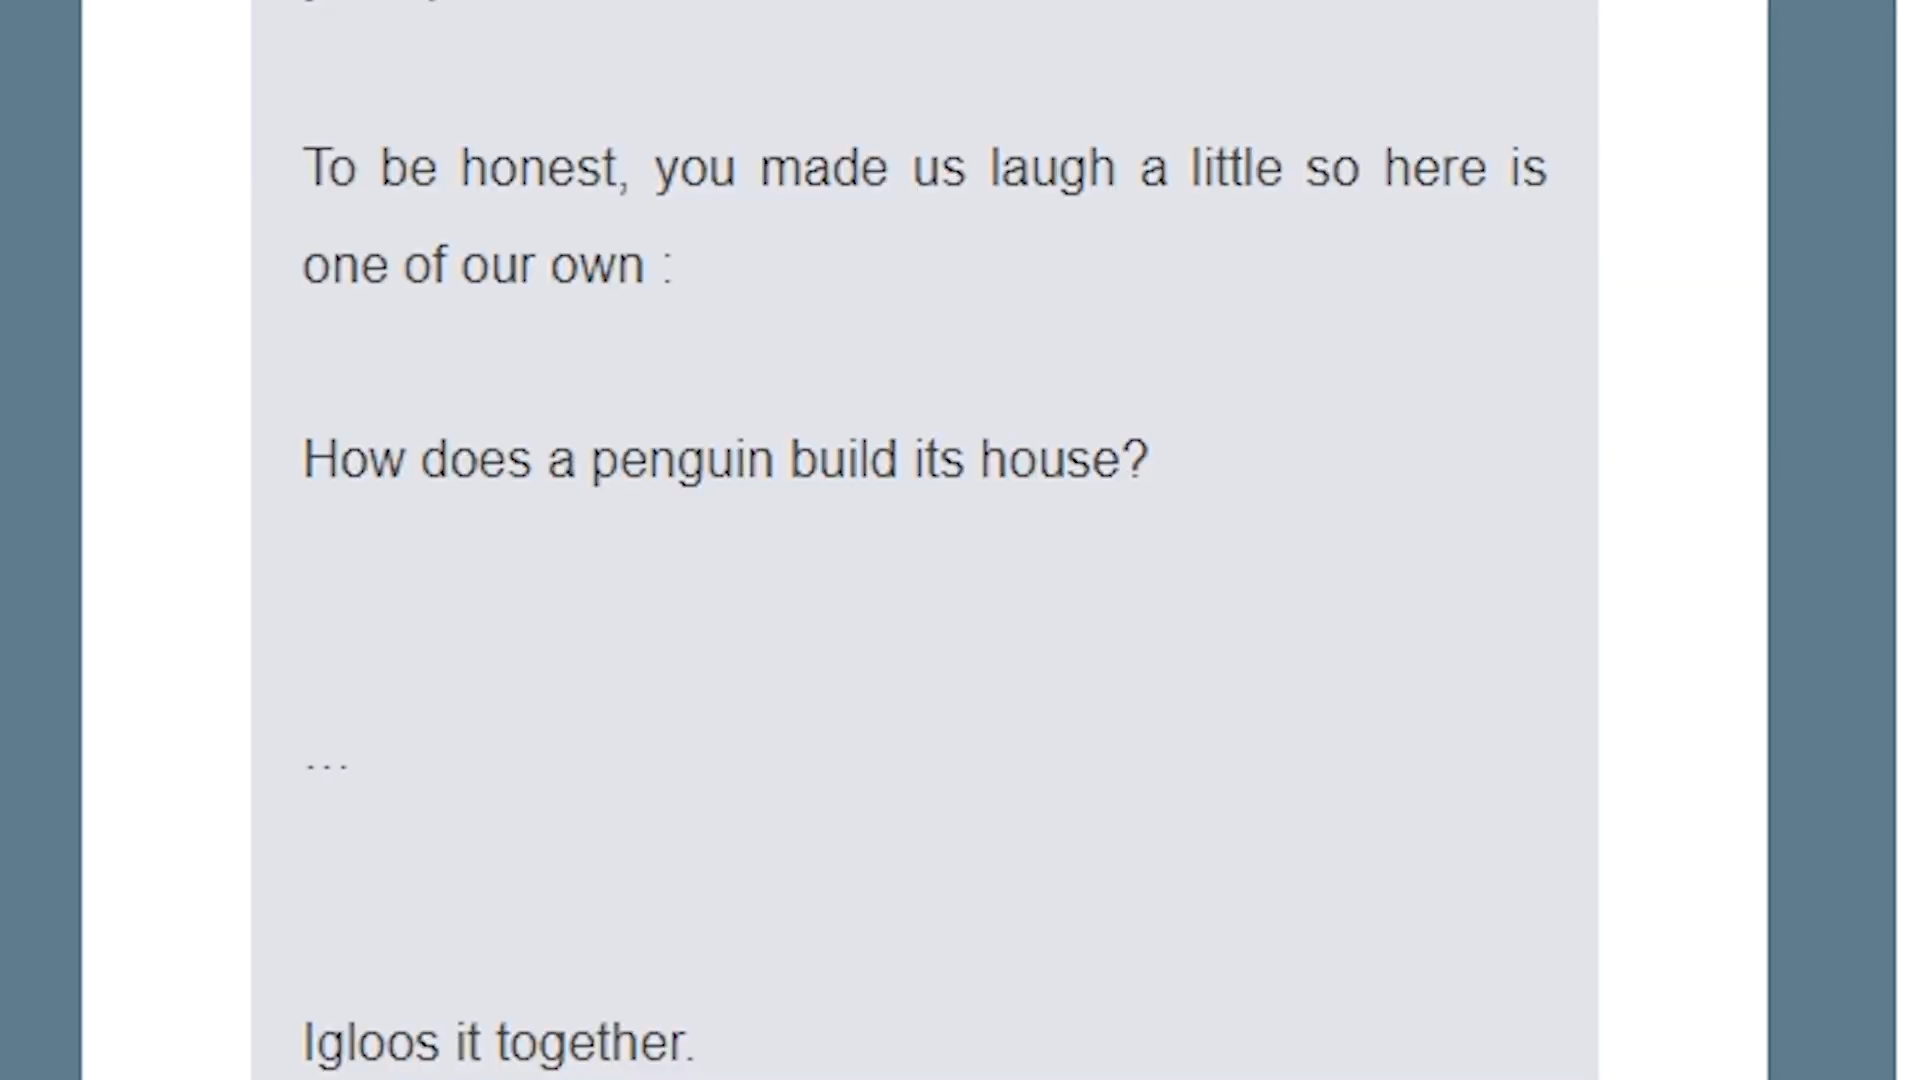 To be honest, you made us laugh a little so here is
one of our own :
How does a penguin build its house?
...
Igloos it together.